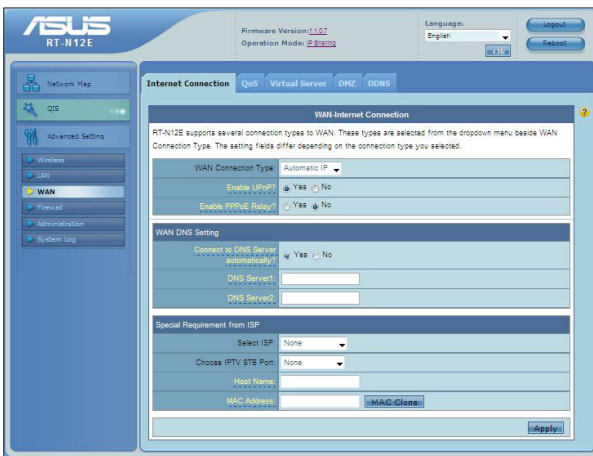 ASUS
RT-N12E
Firmware Version:1.1.0.7
Operation Mode: IP Sharing
Language:
English
OK
Logout
Reboot
Network Map
QIS
Advanced Setting
Wireless
LAN
WAN
Firewall
Administration
System Log
Internet Connection QoS Virtual Server DMZ DDNS
WAN-Internet Connection
RT-N12E supports several connection types to WAN. These types are selected from the dropdown menu beside WAN
Connection Type. The setting fields differ depending on the connection type you selected.
WAN Connection Type: Automatic IP
Enable UPnP? Yes No
Enable PPPoE Relay? Yes No
WAN DNS Setting
Connect to DNS Server
automatically? Yes No
DNS Server1:
DNS Server2:
Special Requirement from ISP
Select ISP: None
Choose IPTV STB Port: None
Host Name:
MAC Address: MAC Clone
Apply